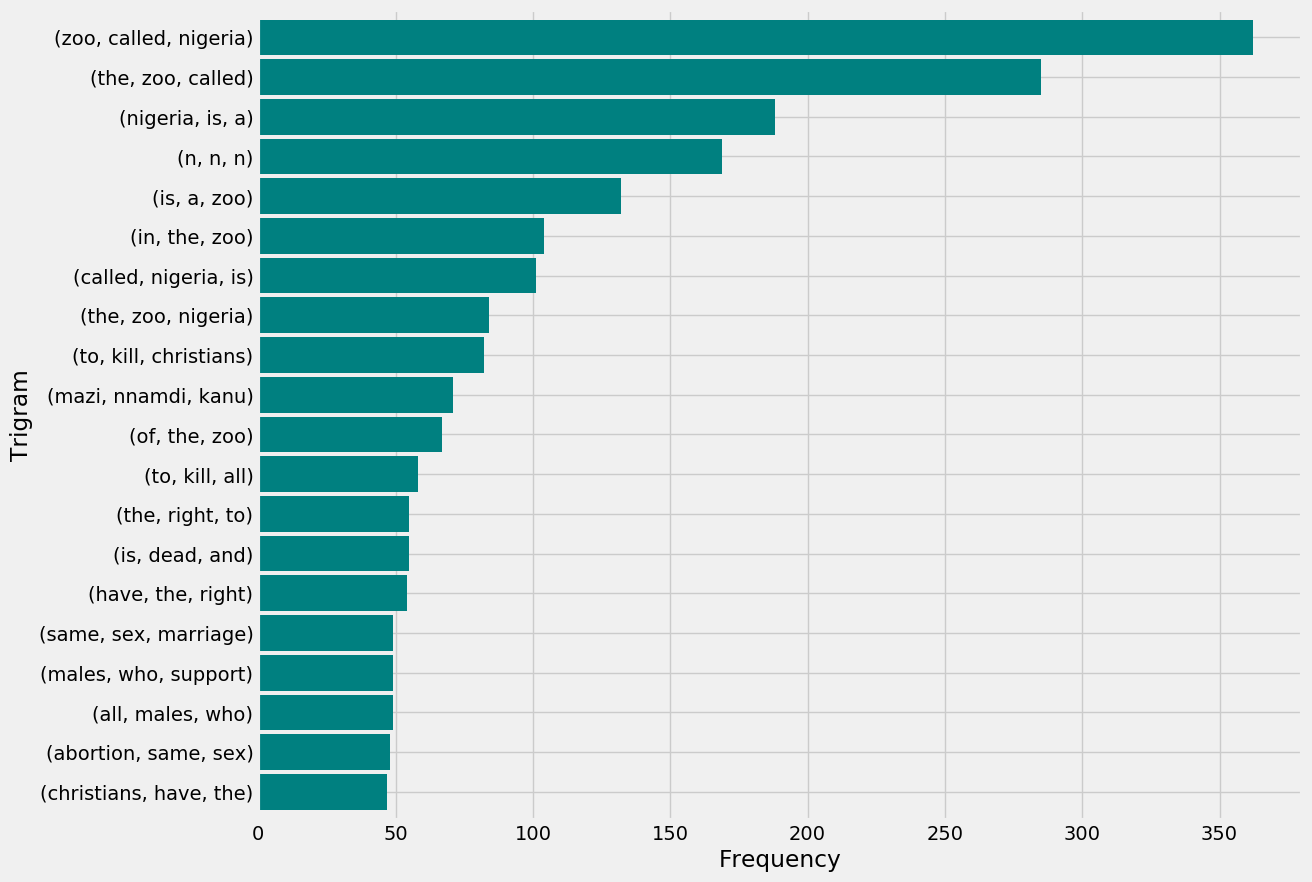 (zoo, called, nigeria)
(the, zoo, called)
(nigeria, is, a)
(n, n, n)
(is, a, zoo)
(in, the, zoo)
(called, nigeria, is)
(the, zoo, nigeria)
(to, kill, christians)
(mazi, nnamdi, kanu)
(of, the, zoo)
(to, kill, all)
(the, right, to)
(is, dead, and)
(have, the, right)
(same, sex, marriage)
(males, who, support)
(all, males, who)
(abortion, same, sex)
(christians, have, the)
Trigram
0 50 100 150 200 250 300 350
Frequency